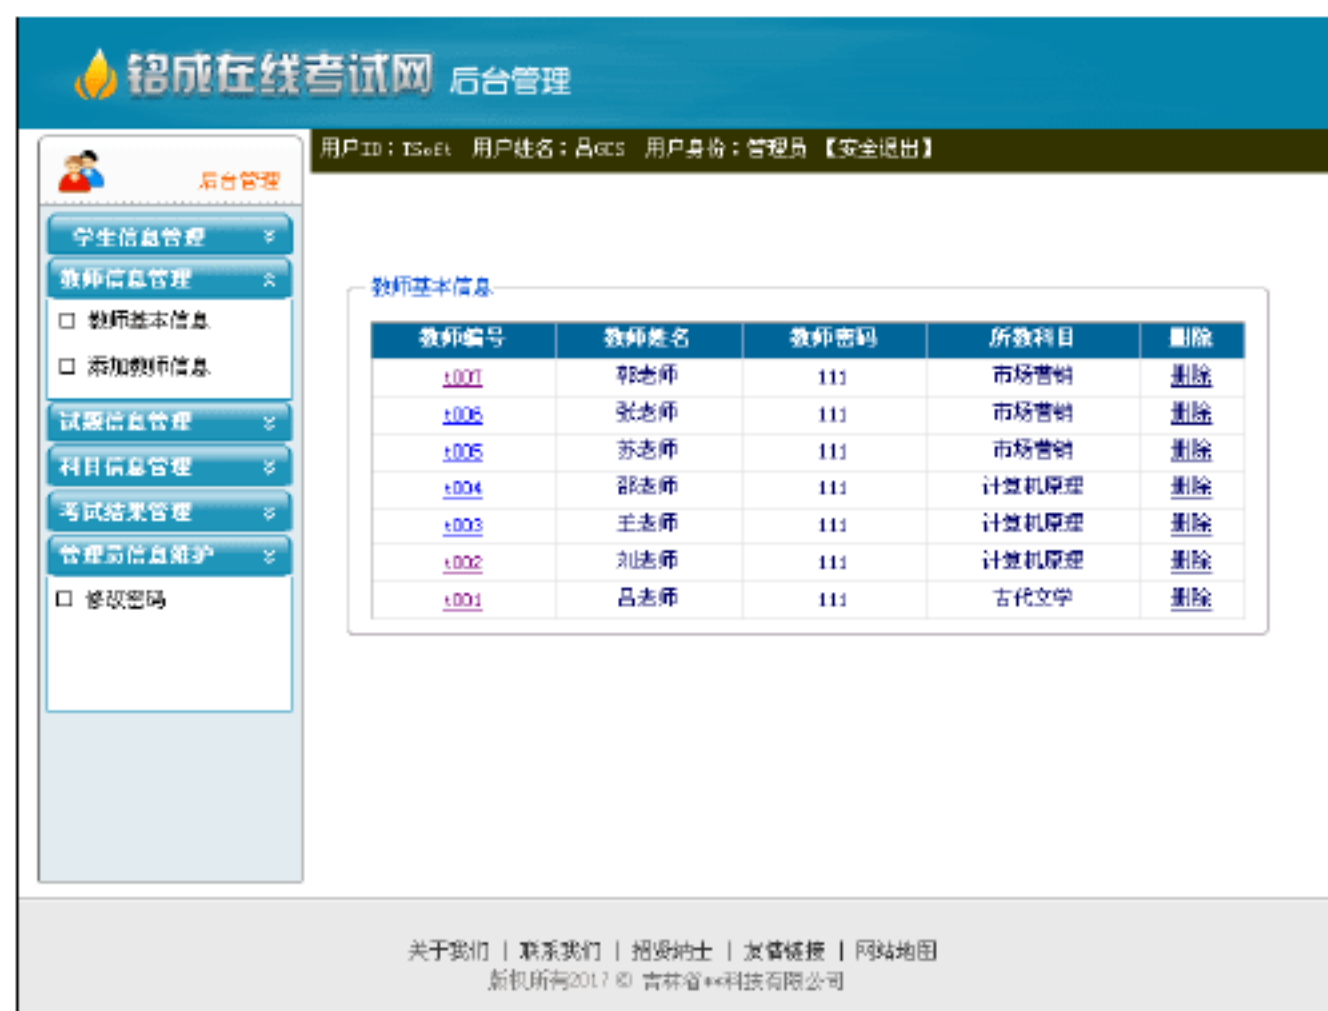 铭成在线考试网 后台管理
用户ID：TSoft 用户姓名：吕GCS 用户身份：管理员 【安全退出】
后台管理
学生信息管理
教师信息管理
教师基本信息
添加教师信息
试题信息管理
科目信息管理
考试结果管理
管理员信息维护
修改密码
教师基本信息
教师编号 教师姓名 教师密码 所教科目 删除
t007 郭老师 111 市场营销 删除
t006 张老师 111 市场营销 删除
t005 苏老师 111 市场营销 删除
t004 邵老师 111 计算机原理 删除
t003 王老师 111 计算机原理 删除
t002 刘老师 111 计算机原理 删除
t001 吕老师 111 古代文学 删除
关于我们 | 联系我们 | 招贤纳士 | 友情链接 | 网站地图
版权所有2017 © 吉林省**科技有限公司